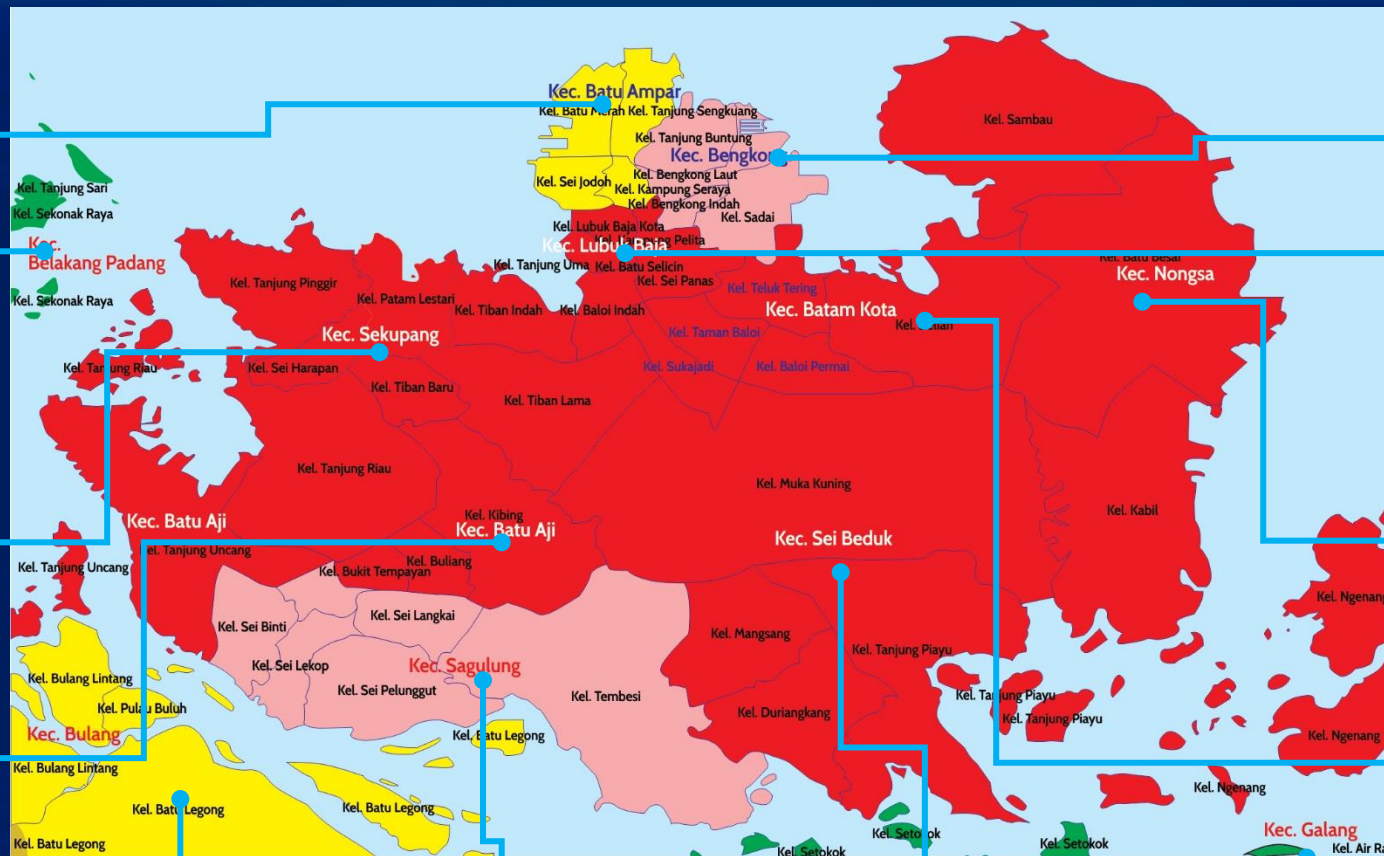 Kec. Batu Ampar
Kel. Batu Merah Kel. Tanjung Sengkuang
Kel. Sambau
Kel. Tanjung Buntung
Kec. Bengkong
Kel. Bengkong Laut
Kel. Sei Jodoh
Kel. Kampung Seraya
Kel. Tanjung Sari
Kel. Bengkong Indah
Kel. Sekonak Raya
Kel. Sadai
Kel. Lubuk Baja Kota
Pelita
Kec.
Kec. Lubuk Baja
Belakang Padang
Kel. Tanjung Uma
Kel. Batu Selicin
Kel. Batu Besar
Kec. Nongsa
Kel. Tanjung Pinggir
Kel. Sei Panas
Kel. Teluk Tering
Kel. Sekonak Raya
Kel. Patam Lestari
Kel. Tiban Indah
Kel. Baloi Indah
Kec. Batam Kota
Kel.
Kec. Sekupang
Kel. Taman Baloi
Kel. Tanjung Riau
Kel. Sei Harapan
Kel. Sukajadi
Kel. Baloi Permai
Kel. Tiban Baru
Kel. Tiban Lama
Kel. Tanjung Riau
Kel. Muka Kuning
Kel. Kabil
Kel. Kibing
Kec. Batu Aji
Kec. Batu Aji
Kec. Sei Beduk
Kel. Tanjung Uncang
Kel. Buliang
Kel. Tanjung Uncang
Kel. Bukit Tempayan
Kel. Ngenang
Kel. Sei Langkai
Kel. Sei Binti
Kel. Mangsang
Kel. Tanjung Piayu
Kel. Sei Lekop
Kec. Sagulung
Kel. Bulang Lintang
Kel. Sei Pelunggut
Kel. Tembesi
Kel. Tanjung Piayu
Kel. Pulau Buluh
Kel. Duriangkang
Kel. Tanjung Piayu
Kec. Bulang
Kel. Batu Legong
Kel. Ngenang
Kel. Bulang Lintang
Kel. Ngenang
Kel. Batu Legong
Kel. Batu Legong
Kec. Galang
Kel. Setokok
Kel. Batu Legong
Kel. Setokok
Kel. Setokok
Kel. Air Ra